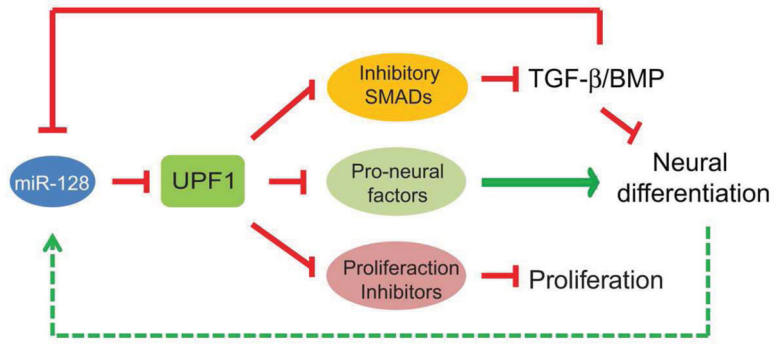 Inhibitory
SMADs
TGF-β/BMP
miR-128
UPF1
Pro-neural
factors
Neural
differentiation
Proliferaction
Inhibitors
Proliferation